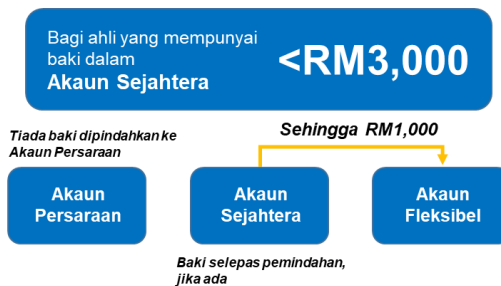 Bagi ahli yang mempunyai
baki dalam
Akaun Sejahtera
<RM3,000
Tiada baki dipindahkan ke
Akaun Persaraan
Sehingga RM1,000
Akaun
Persaraan
Akaun
Sejahtera
Akaun
Fleksibel
Baki selepas pemindahan,
jika ada